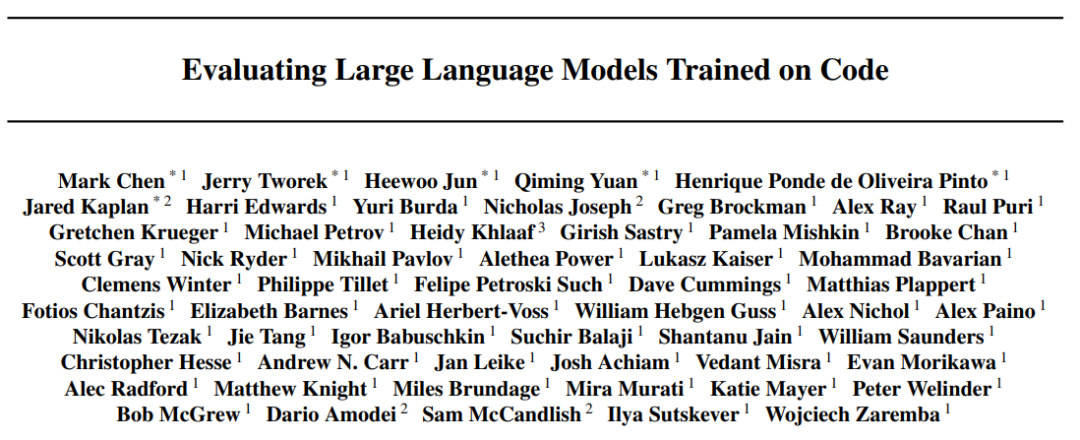 Evaluating Large Language Models Trained on Code
Mark Chen * 1 Jerry Tworek * 1 Heewoo Jun * 1 Qiming Yuan * 1 Henrique Ponde de Oliveira Pinto * 1
Jared Kaplan * 2 Harri Edwards 1 Yuri Burda 1 Nicholas Joseph 2 Greg Brockman 1 Alex Ray 1 Raul Puri 1
Gretchen Krueger 1 Michael Petrov 1 Heidy Khlaaf 3 Girish Sastry 1 Pamela Mishkin 1 Brooke Chan 1
Scott Gray 1 Nick Ryder 1 Mikhail Pavlov 1 Alethea Power 1 Lukasz Kaiser 1 Mohammad Bavarian 1
Clemens Winter 1 Philippe Tillet 1 Felipe Petroski Such 1 Dave Cummings 1 Matthias Plappert 1
Fotios Chantzis 1 Elizabeth Barnes 1 Ariel Herbert-Voss 1 William Hebgen Guss 1 Alex Nichol 1 Alex Paino 1
Nikolas Tezak 1 Jie Tang 1 Igor Babuschkin 1 Suchir Balaji 1 Shantanu Jain 1 William Saunders 1
Christopher Hesse 1 Andrew N. Carr 1 Jan Leike 1 Josh Achiam 1 Vedant Misra 1 Evan Morikawa 1
Alec Radford 1 Matthew Knight 1 Miles Brundage 1 Mira Murati 1 Katie Mayer 1 Peter Welinder 1
Bob McGrew 1 Dario Amodei 2 Sam McCandlish 2 Ilya Sutskever 1 Wojciech Zaremba 1